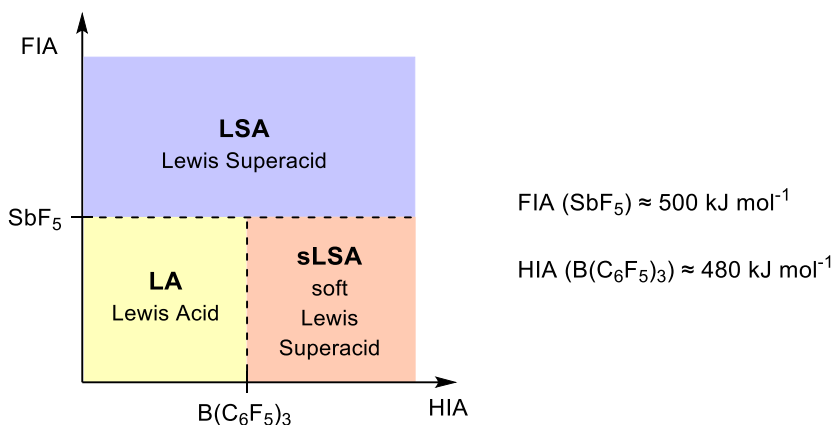 FIA
LSA
Lewis Superacid
SbF₅
LA
Lewis Acid
sLSA
soft
Lewis
Superacid
B(C₆F₅)₃
HIA
FIA (SbF₅) ≈ 500 kJ mol⁻¹
HIA (B(C₆F₅)₃) ≈ 480 kJ mol⁻¹